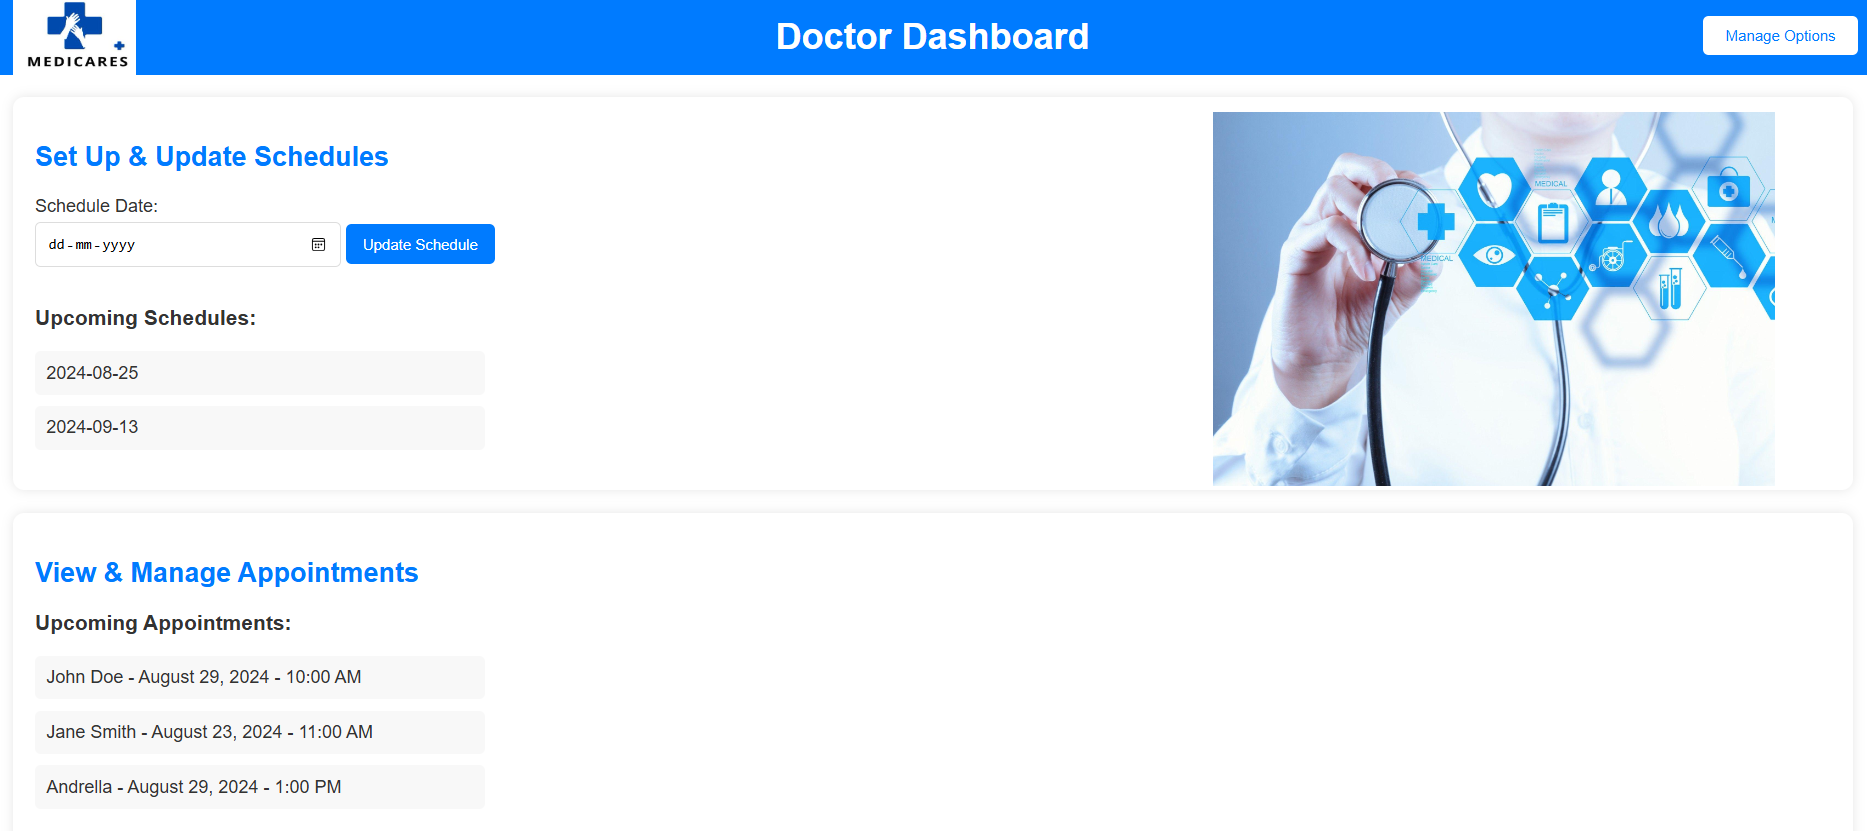 MEDICARES
Doctor Dashboard
Manage Options
Set Up & Update Schedules
Schedule Date:
dd-mm-yyyy
Update Schedule
Upcoming Schedules:
2024-08-25
2024-09-13
MEDICAL
MEDICAL
View & Manage Appointments
Upcoming Appointments:
John Doe - August 29, 2024 - 10:00 AM
Jane Smith - August 23, 2024 - 11:00 AM
Andrella - August 29, 2024 - 1:00 PM